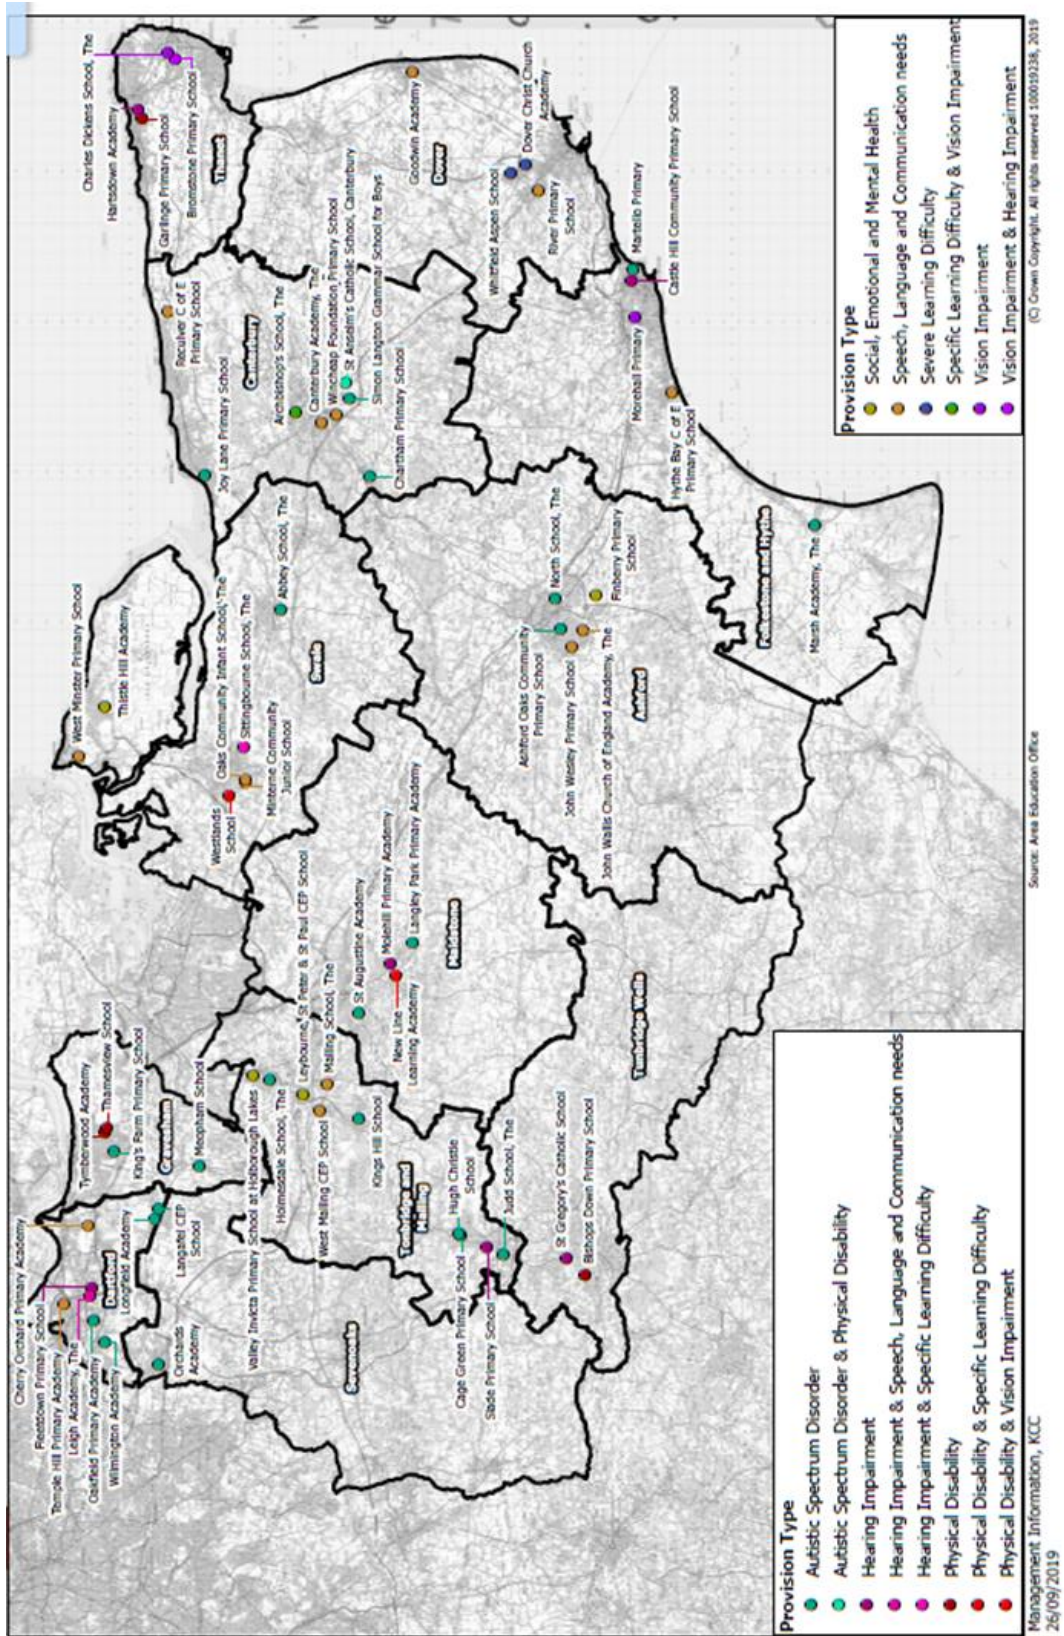 Cherry Orchard Primary Academy
Fleetdown Primary School
Temple Hill Primary Academy
Leigh Academy, The
Oakfield Primary Academy
Wilmington Academy
Dartford
Longfield Academy
Langafel CEP
School
Orchards
Academy
Tymberwood Academy
Thamesview School
King's Farm Primary School
Gravesham
Meopham School
Valley Invicta Primary School at Holborough Lakes
Holmesdale School, The
Leybourne, St Peter & St Paul CEP School
West Malling CEP School
Malling School, The
Kings Hill School
Tonbridge and
Malling
Sevenoaks
Cage Green Primary School
Hugh Christie
School
Slade Primary School
Judd School, The
St Gregory's Catholic School
Bishops Down Primary School
Tunbridge Wells
St Augustine Academy
Molehill Primary Academy
New Line
Learning Academy
Langley Park Primary Academy
Maidstone
West Minster Primary School
Thistle Hill Academy
Westlands
School
Oaks Community Infant School, The
Sittingbourne School, The
Minterne Community
Junior School
Abbey School, The
Swale
Ashford Oaks Community
Primary School
North School, The
John Wesley Primary School
John Wallis Church of England Academy, The
Finberry Primary
School
Ashford
Joy Lane Primary School
Reculver C of E
Primary School
Canterbury
Archbishop's School, The
Canterbury Academy, The
Wincheap Foundation Primary School
St Anselm's Catholic School, Canterbury
Simon Langton Grammar School for Boys
Chartham Primary School
Charles Dickens School, The
Hartsdown Academy
Garlinge Primary School
Bromstone Primary School
Thanet
Goodwin Academy
Dover
Whitfield Aspen School
Dover Christ Church
Academy
River Primary
School
Martello Primary
Castle Hill Community Primary School
Morehall Primary
Hythe Bay C of E
Primary School
Folkestone and Hythe
Marsh Academy, The
Provision Type
Autistic Spectrum Disorder
Autistic Spectrum Disorder & Physical Disability
Hearing Impairment
Hearing Impairment & Speech, Language and Communication needs
Hearing Impairment & Specific Learning Difficulty
Physical Disability
Physical Disability & Specific Learning Difficulty
Physical Disability & Vision Impairment
Provision Type
Social, Emotional and Mental Health
Speech, Language and Communication needs
Severe Learning Difficulty
Specific Learning Difficulty & Vision Impairment
Vision Impairment
Vision Impairment & Hearing Impairment
Management Information, KCC
26/09/2019
Source: Area Education Office
(C) Crown Copyright 100019238, 2019